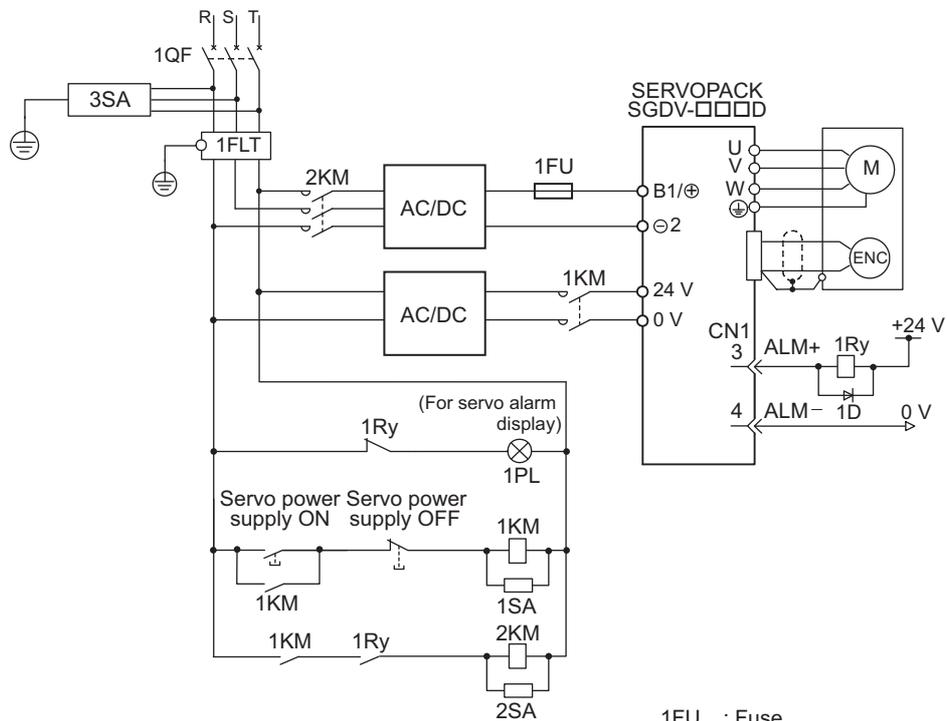 R S T
1QF
3SA
1FLT
SERVOPACK
SGDV-□□□D
2KM
AC/DC
1FU
B1/⊕
⊖2
U
V
W
M
ENC
AC/DC
1KM
24 V
0 V
CN1
3
ALM+
1Ry
+24 V
1D
4
ALM−
0 V
(For servo alarm
display)
1Ry
1PL
Servo power
supply ON
Servo power
supply OFF
1KM
1KM
1SA
1KM
1Ry
2KM
2SA
1FU : Fuse